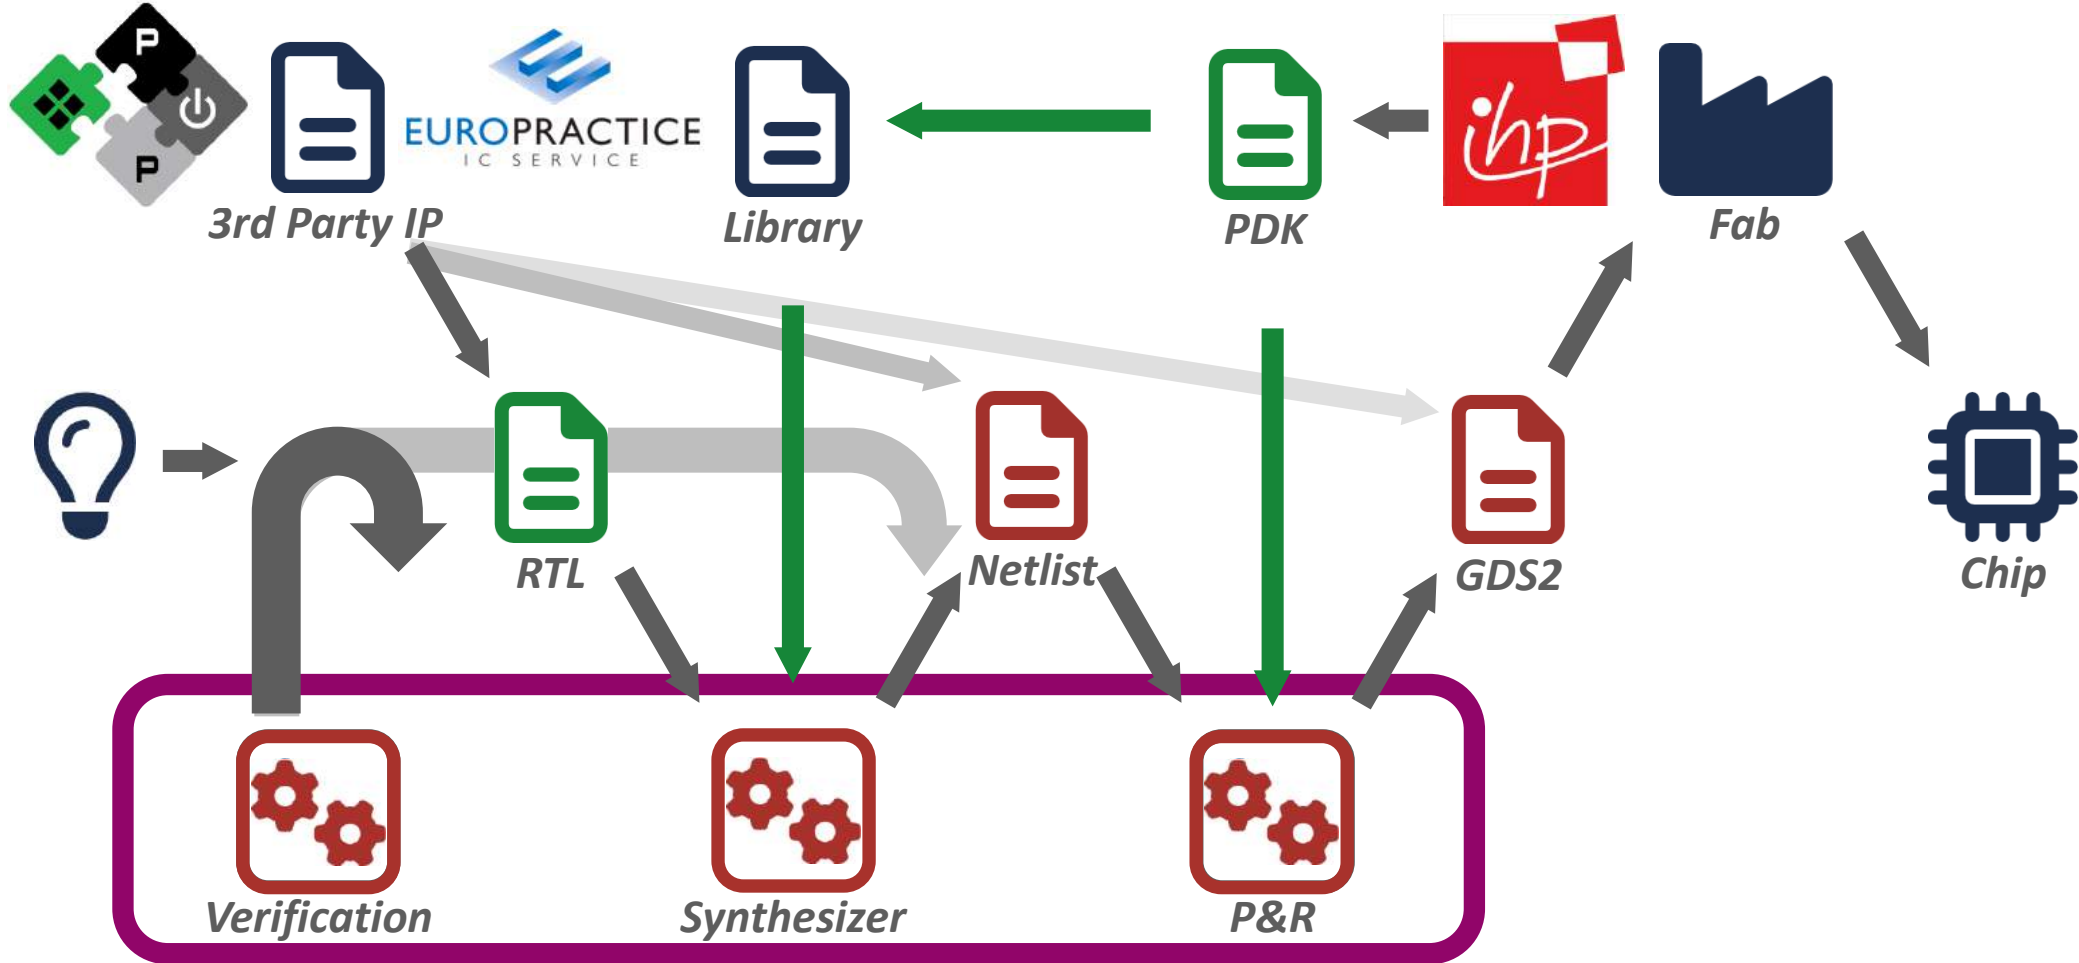 P
P
EUROPRACTICE
IC SERVICE
ihp
3rd Party IP
Library
PDK
Fab
RTL
Netlist
GDS2
Chip
Verification
Synthesizer
P&R